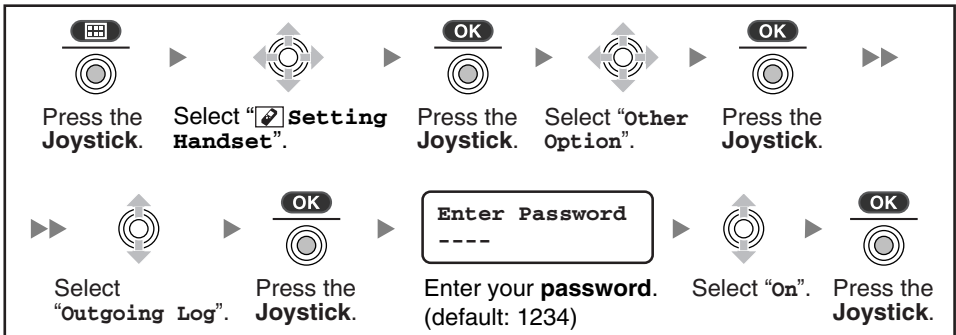 OK OK
Press the Select “Setting Press the Select “Other Press the
Joystick. Handset”. Joystick. Option”. Joystick.
OK Enter Password OK
----
Select Press the Enter your password. Select “On”. Press the
“Outgoing Log”. Joystick. (default: 1234) Joystick.